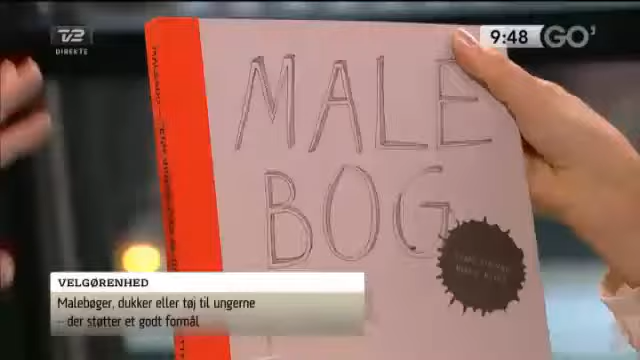 TV2
DIREKTE
9:48 GO'
MALE
BOG
VELGØRENHED
Malebøger, dukker eller tøj til ungerne
– der støtter et godt formål